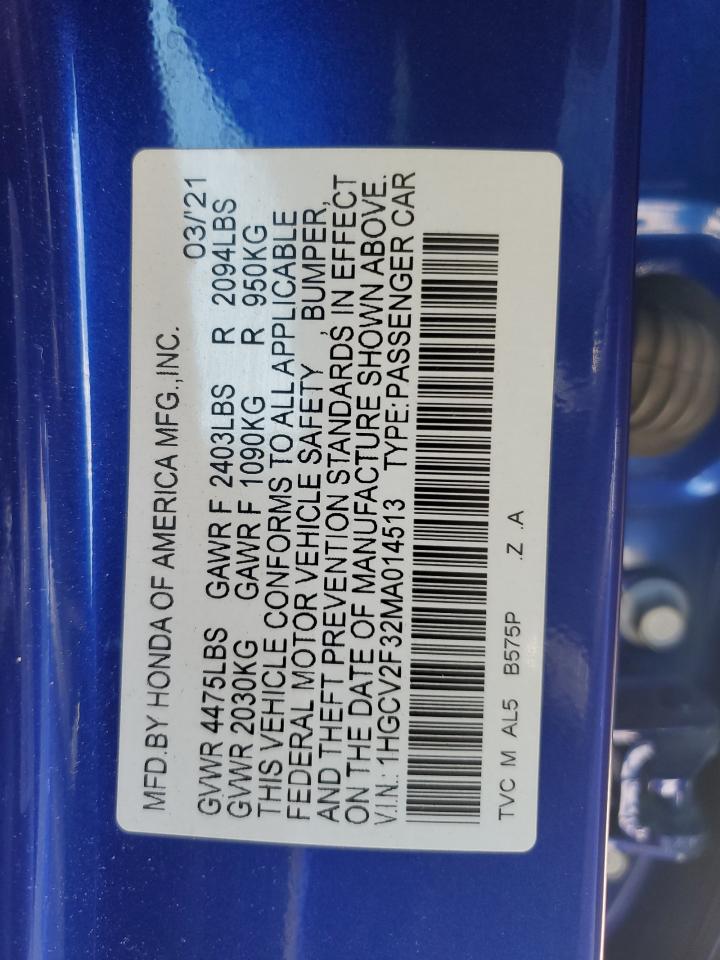 MFD.BY HONDA OF AMERICA MFG.,INC. 03/'21
GVWR 4475LBS GAWR F 2403LBS R 2094LBS
GVWR 2030KG GAWR F 1090KG R 950KG
THIS VEHICLE CONFORMS TO ALL APPLICABLE
FEDERAL MOTOR VEHICLE SAFETY , BUMPER,
AND THEFT PREVENTION STANDARDS IN EFFECT
ON THE DATE OF MANUFACTURE SHOWN ABOVE.
V.I.N.: 1HGCV2F32MA014513 TYPE:PASSENGER CAR
TVC M AL5 B575P .Z .A